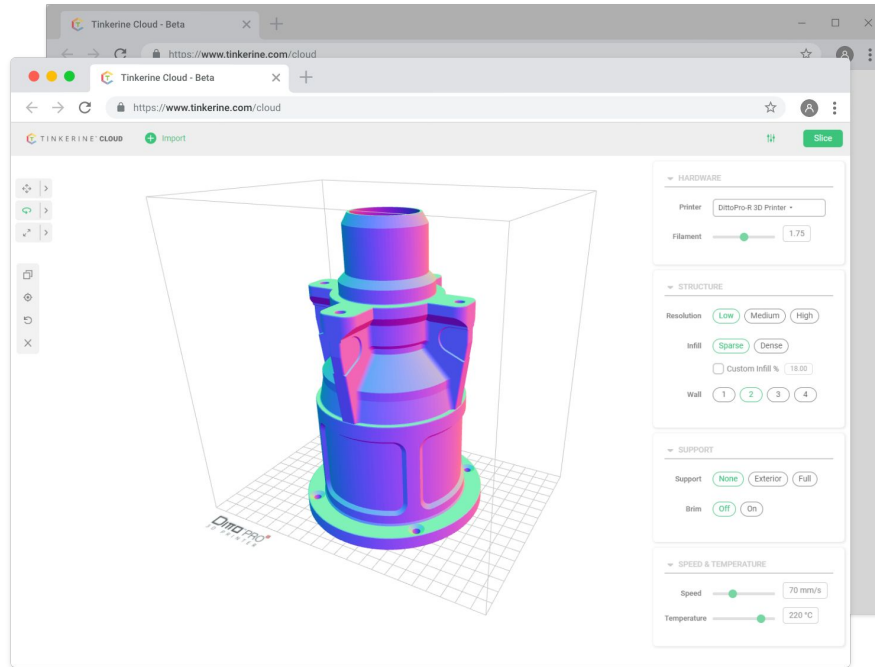 Tinkerine Cloud - Beta
https://www.tinkerine.com/cloud
Tinkerine Cloud - Beta
https://www.tinkerine.com/cloud
TINKERINE CLOUD
Import
Slice
HARDWARE
Printer DittoPro-R 3D Printer
Filament 1.75
STRUCTURE
Resolution Low Medium High
Infill Sparse Dense
Custom Infill % 18.00
Wall 1 2 3 4
SUPPORT
Support None Exterior Full
Brim Off On
SPEED & TEMPERATURE
Speed 70 mm/s
Temperature 220 °C
DITTO PRO R
3D PRINTER